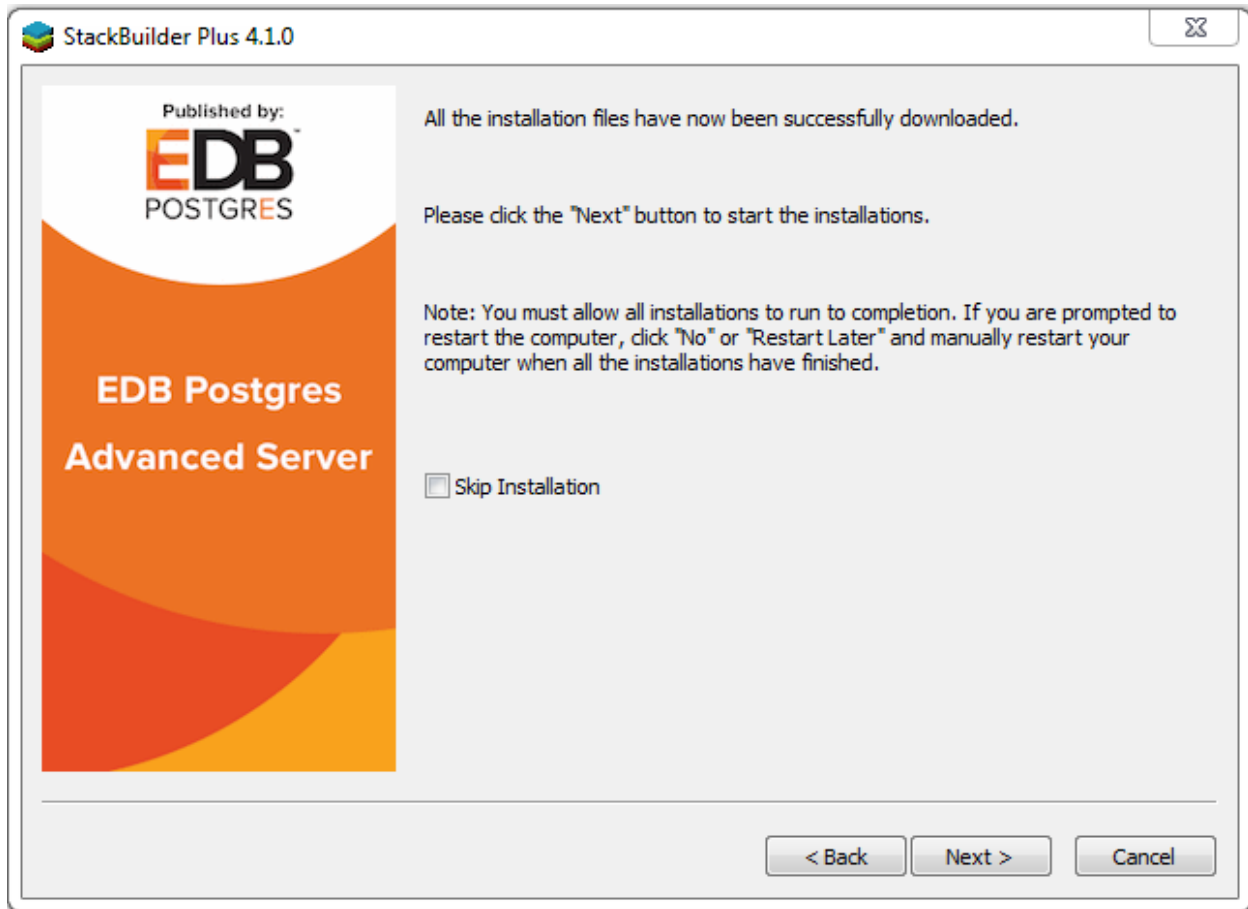 StackBuilder Plus 4.1.0
Published by:
EDB™
POSTGRES
EDB Postgres
Advanced Server
All the installation files have now been successfully downloaded.
Please click the "Next" button to start the installations.
Note: You must allow all installations to run to completion. If you are prompted to
restart the computer, click "No" or "Restart Later" and manually restart your
computer when all the installations have finished.
Skip Installation
< Back
Next >
Cancel